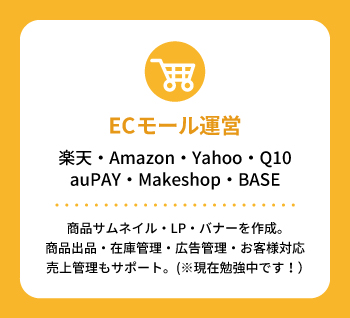 ECモール運営
楽天・Amazon・Yahoo・Q10
auPAY・Makeshop・BASE
商品サムネイル・LP・バナーを作成。
商品出品・在庫管理・広告管理・お客様対応
売上管理もサポート。(※現在勉強中です！)